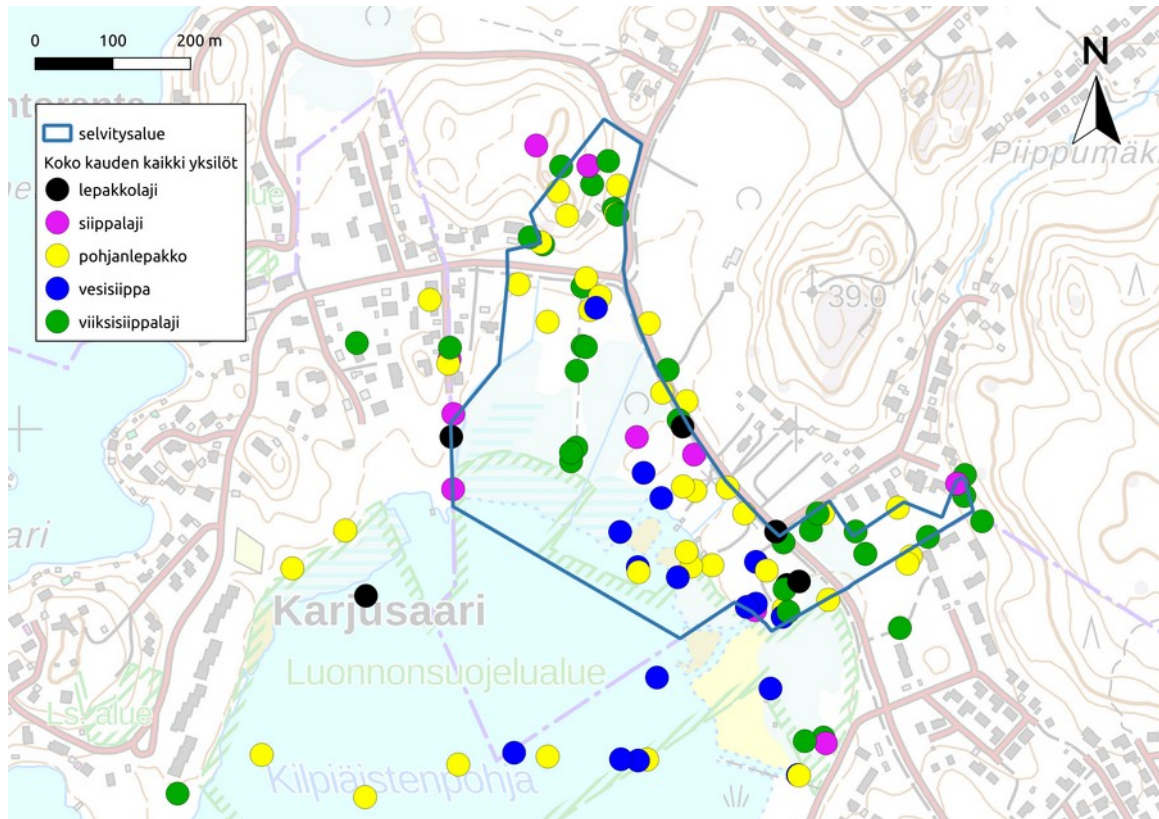 0 100 200 m
N
selvitysalue
Koko kauden kaikki yksilöt
lepakkolaji
siippalaji
pohjanlepakko
vesisiippa
viiksisiippalaji
Piippumäk
39.0
Karjusaari
Luonnonsuojelualue
Ls. alue
Kilpiäistenpohja